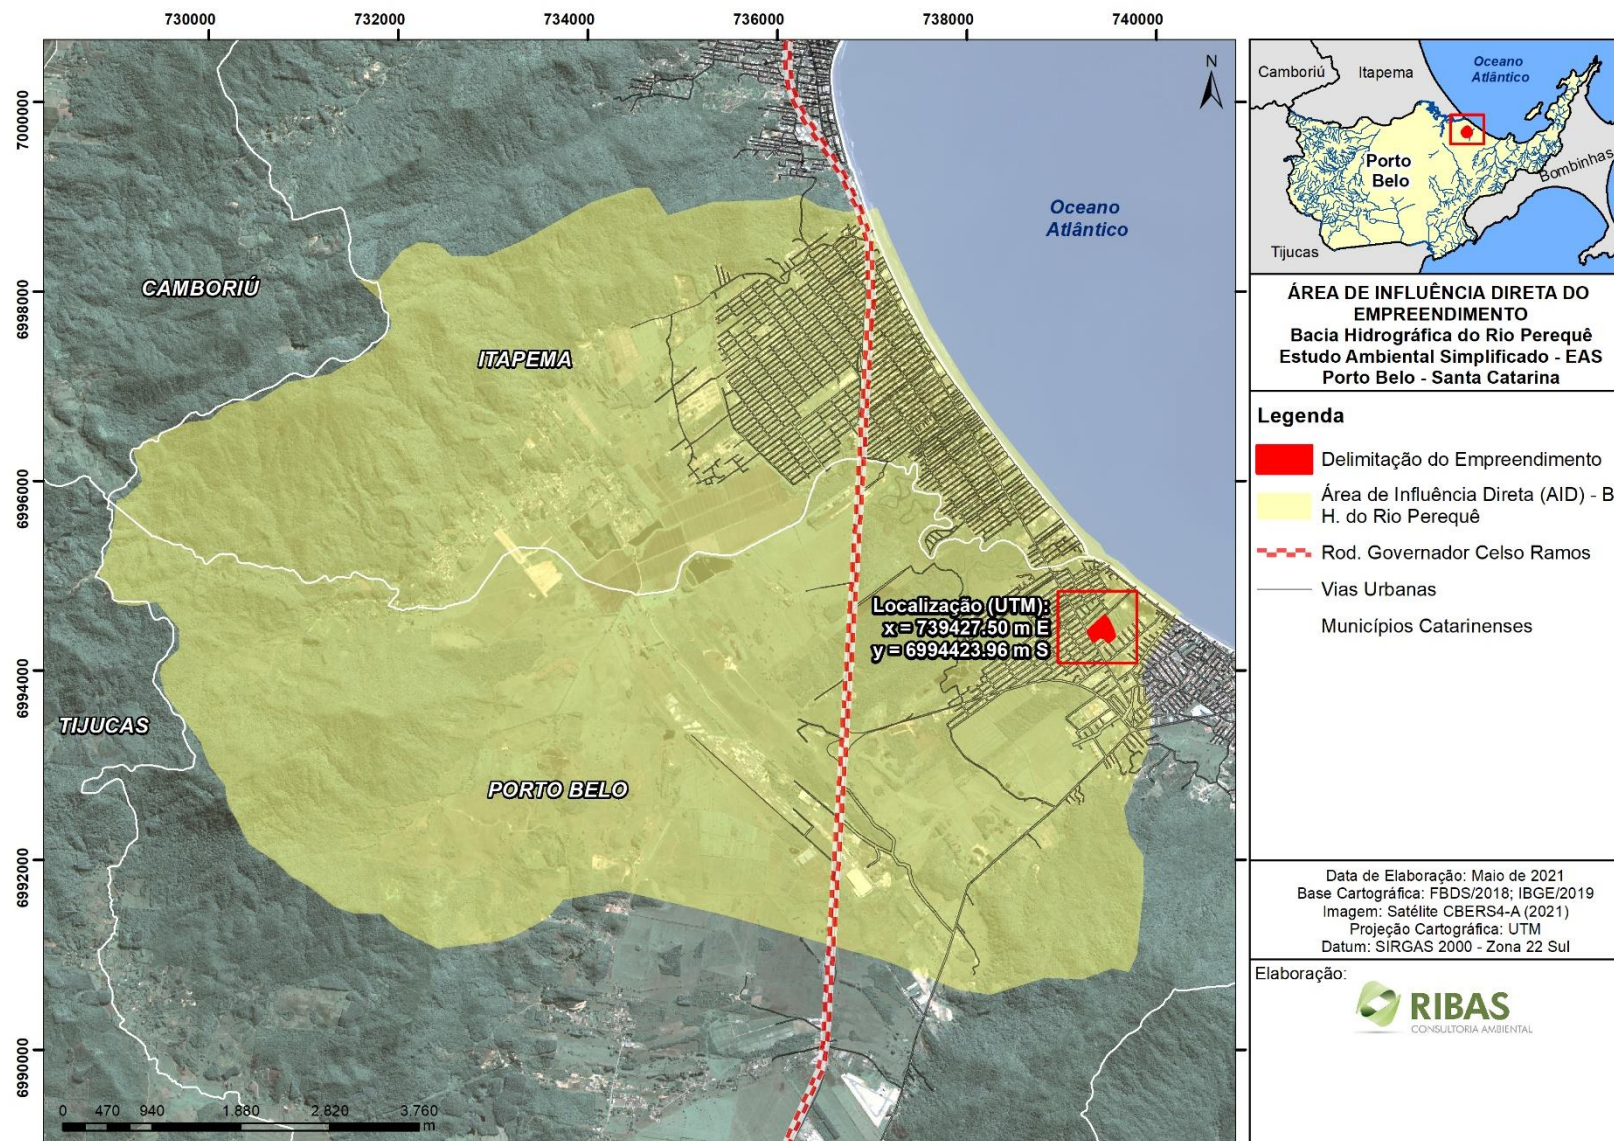 730000
732000
734000
736000
738000
740000
7000000
6998000
6996000
6994000
6992000
6990000
N
Oceano
Atlântico
CAMBORIÚ
ITAPEMA
Localização (UTM):
x = 739427.50 m E
y = 6994423.96 m S
TIJUCAS
PORTO BELO
0 470 940 1.880 2.820 3.760
m
Camboriú
Itapema
Oceano
Atlântico
Porto
Belo
Bombinhas
Tijucas
ÁREA DE INFLUÊNCIA DIRETA DO
EMPREENDIMENTO
Bacia Hidrográfica do Rio Perequê
Estudo Ambiental Simplificado - EAS
Porto Belo - Santa Catarina
Legenda
Delimitação do Empreendimento
Área de Influência Direta (AID) - B
H. do Rio Perequê
Rod. Governador Celso Ramos
Vias Urbanas
Municípios Catarinenses
Data de Elaboração: Maio de 2021
Base Cartográfica: FBDS/2018; IBGE/2019
Imagem: Satélite CBERS4-A (2021)
Projeção Cartográfica: UTM
Datum: SIRGAS 2000 - Zona 22 Sul
Elaboração:
RIBAS
CONSULTORIA AMBIENTAL